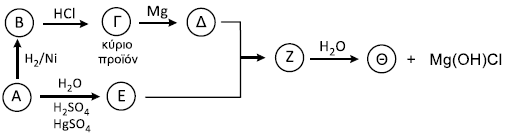 Β HCl Γ Mg Δ
κύριο
προϊόν
H2/Ni
Ζ H2O Θ + Mg(OH)Cl
Α H2O Ε
H2SO4
HgSO4